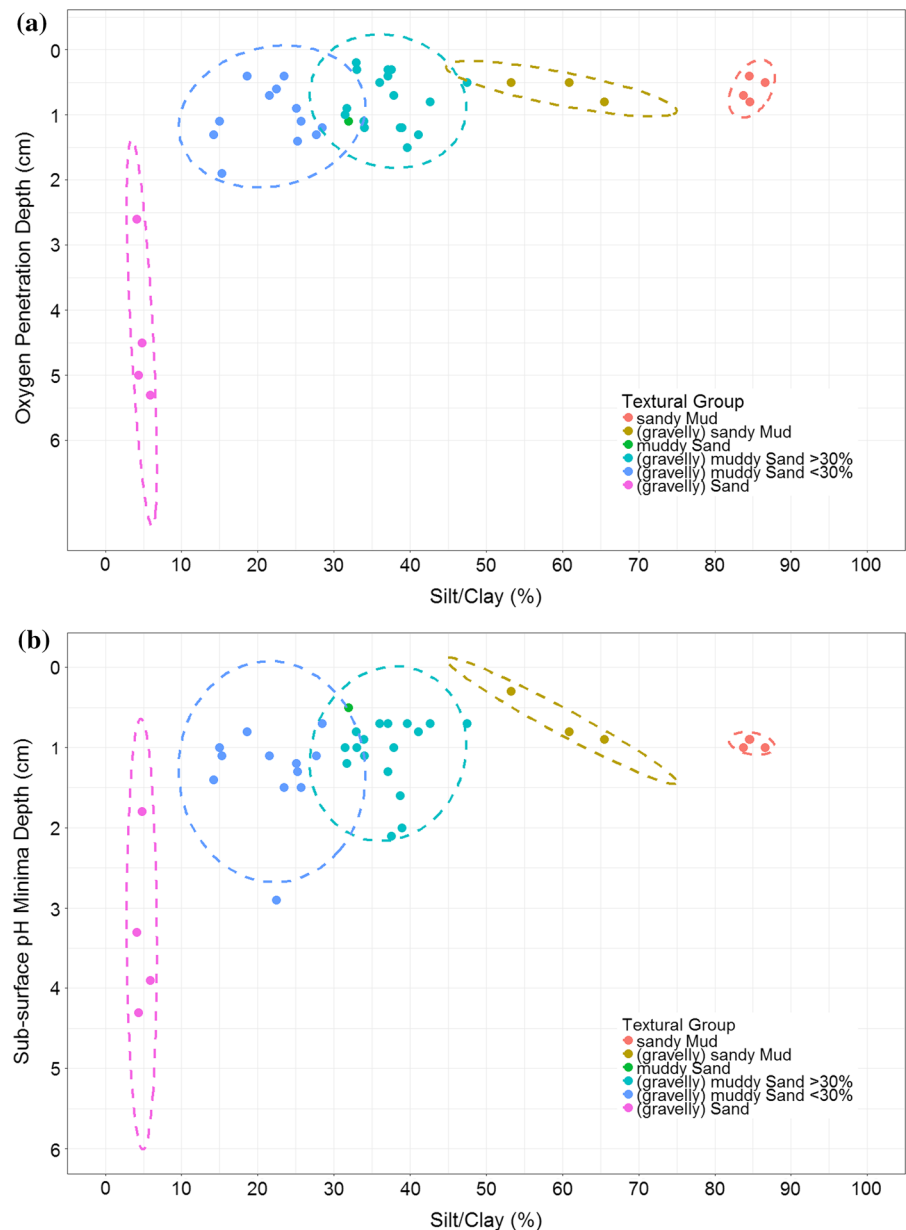 (a)
0
1
2
3
4
5
6
Oxygen Penetration Depth (cm)
Textural Group
sandy Mud
(gravelly) sandy Mud
muddy Sand
(gravelly) muddy Sand >30%
(gravelly) muddy Sand <30%
(gravelly) Sand
0 10 20 30 40 50 60 70 80 90 100
Silt/Clay (%)
(b)
0
1
2
3
4
5
6
Sub-surface pH Minima Depth (cm)
Textural Group
sandy Mud
(gravelly) sandy Mud
muddy Sand
(gravelly) muddy Sand >30%
(gravelly) muddy Sand <30%
(gravelly) Sand
0 10 20 30 40 50 60 70 80 90 100
Silt/Clay (%)